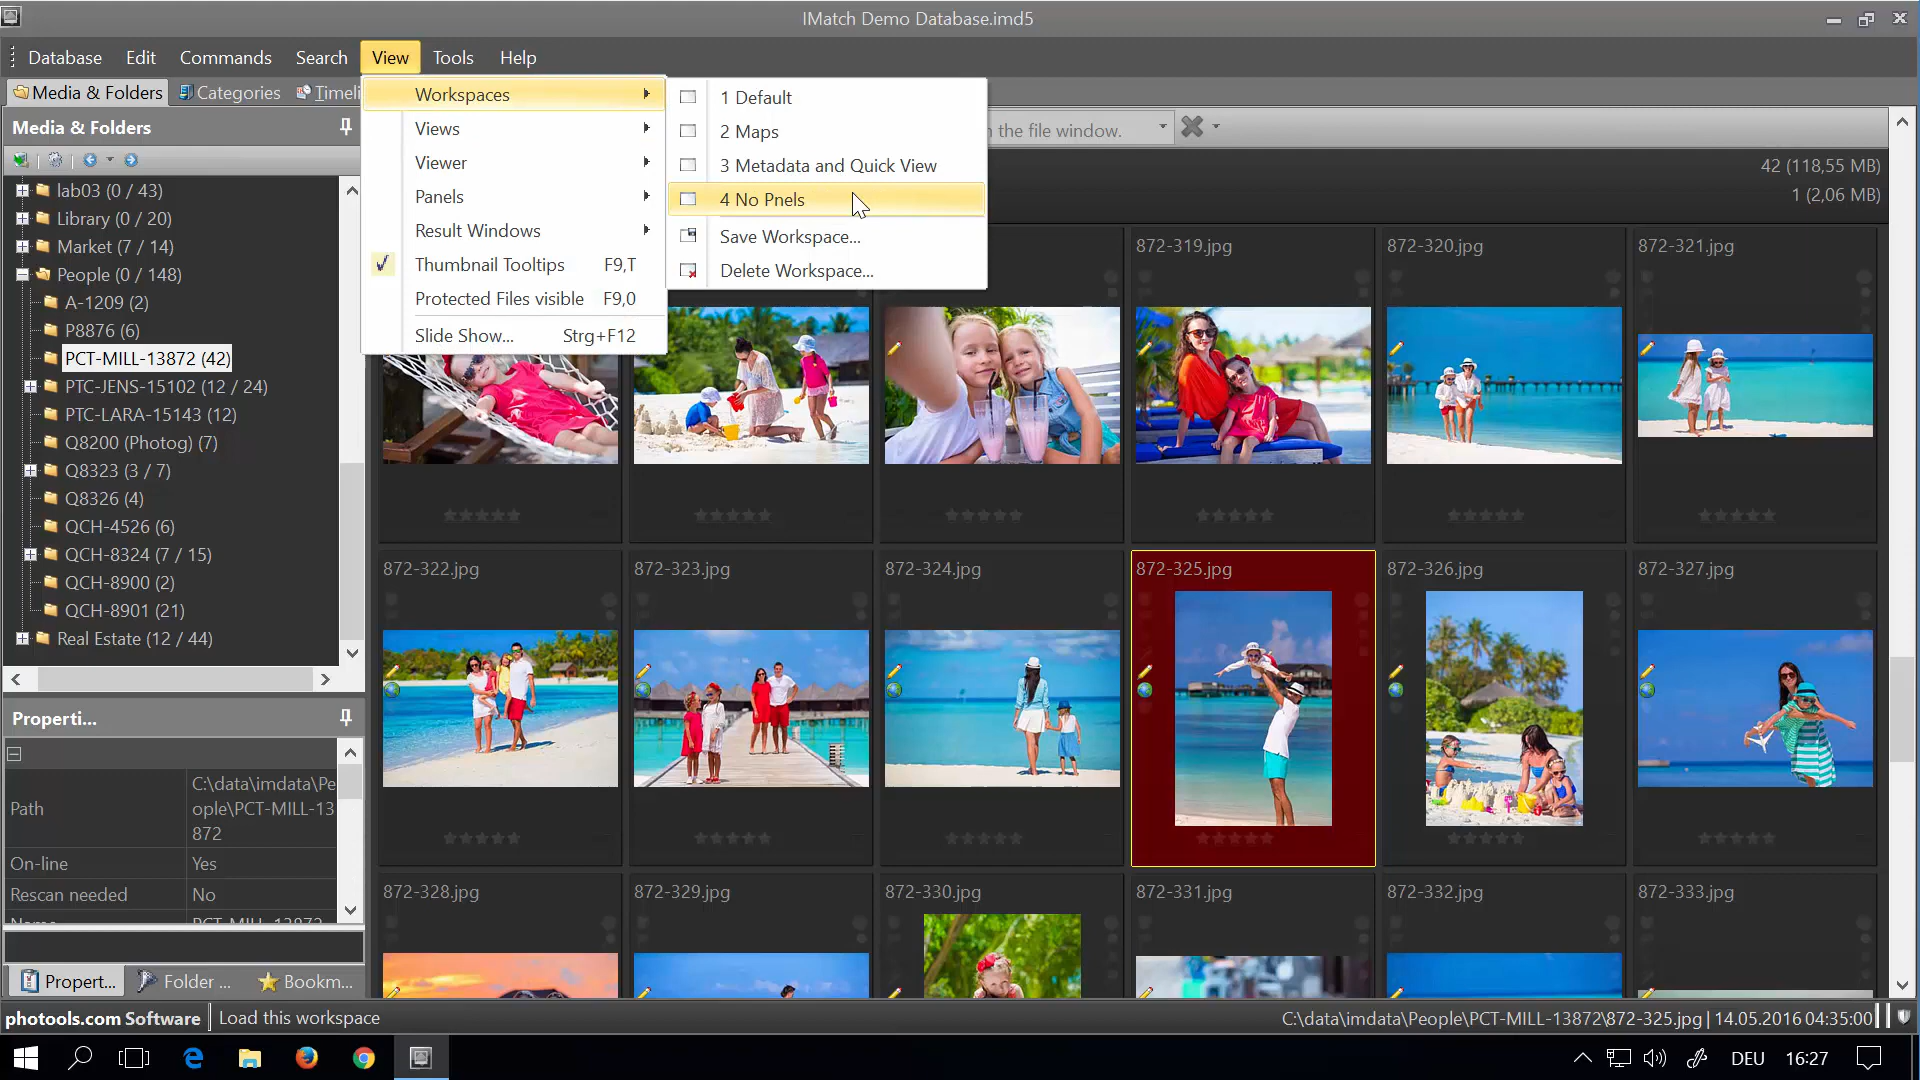 IMatch Demo Database.imd5
Database Edit Commands Search View Tools Help
Media & Folders Categories Timeli
Media & Folders
lab03 (0 / 43)
Library (0 / 20)
Market (7 / 14)
People (0 / 148)
A-1209 (2)
P8876 (6)
PCT-MILL-13872 (42)
PTC-JENS-15102 (12 / 24)
PTC-LARA-15143 (12)
Q8200 (Photog) (7)
Q8323 (3 / 7)
Q8326 (4)
QCH-4526 (6)
QCH-8324 (7 / 15)
QCH-8900 (2)
QCH-8901 (21)
Real Estate (12 / 44)
Properti...
Path C:\data\imdata\Pe
ople\PCT-MILL-13
872
On-line Yes
Rescan needed No
Name PCT-MILL-13872
Propert... Folder ... Bookm...
Workspaces
Views
Viewer
Panels
Result Windows
Thumbnail Tooltips F9,T
Protected Files visible F9,0
Slide Show... Strg+F12
1 Default
2 Maps
3 Metadata and Quick View
4 No Pnels
Save Workspace...
Delete Workspace...
the file window.
42 (118,55 MB)
1 (2,06 MB)
872-319.jpg 872-320.jpg 872-321.jpg
872-322.jpg 872-323.jpg 872-324.jpg 872-325.jpg 872-326.jpg 872-327.jpg
872-328.jpg 872-329.jpg 872-330.jpg 872-331.jpg 872-332.jpg 872-333.jpg
photools.com Software Load this workspace C:\data\imdata\People\PCT-MILL-13872\872-325.jpg | 14.05.2016 04:35:00
DEU 16:27